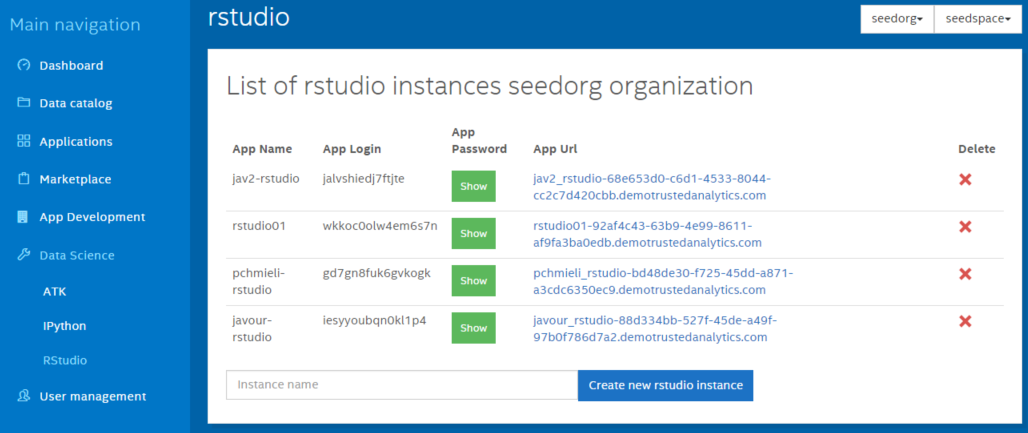 Main navigation
Dashboard
Data catalog
Applications
Marketplace
App Development
Data Science
ATK
IPython
RStudio
User management
rstudio
seedorg
seedspace
List of rstudio instances seedorg organization
App Name App Login App Password App Url Delete
jav2-rstudio jalvshiedj7ftjte Show jav2_rstudio-68e653d0-c6d1-4533-8044-
cc2c7d420cbb.demotrustedanalytics.com
rstudio01 wkkoc0olw4em6s7n Show rstudio01-92af4c43-63b9-4e99-8611-
af9fa3ba0edb.demotrustedanalytics.com
pchmieli- gd7gn8fuk6gvkogk Show pchmieli_rstudio-bd48de30-f725-45dd-a871-
rstudio a3cdc6350ec9.demotrustedanalytics.com
javour- iesyyoubqn0kl1p4 Show javour_rstudio-88d334bb-527f-45de-a49f-
rstudio 97b0f786d7a2.demotrustedanalytics.com
Instance name
Create new rstudio instance